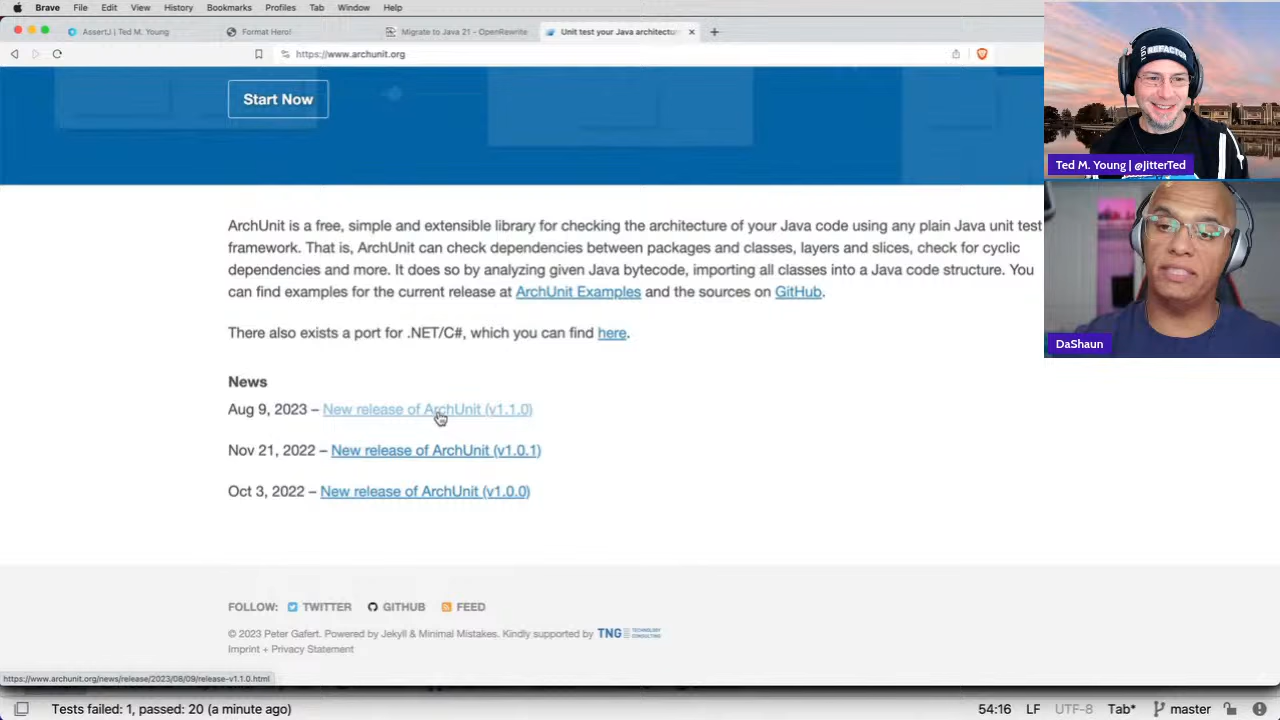 Brave File Edit View History Bookmarks Profiles Tab Window Help
AssertJ | Ted M. Young
Format Hero!
Migrate to Java 21 - OpenRewrite
Unit test your Java architectu
https://www.archunit.org
REFACTOR
Start Now
Ted M. Young | @JitterTed
ArchUnit is a free, simple and extensible library for checking the architecture of your Java code using any plain Java unit test
framework. That is, ArchUnit can check dependencies between packages and classes, layers and slices, check for cyclic
dependencies and more. It does so by analyzing given Java bytecode, importing all classes into a Java code structure. You
can find examples for the current release at ArchUnit Examples and the sources on GitHub.
There also exists a port for .NET/C#, which you can find here.
DaShaun
News
Aug 9, 2023 – New release of ArchUnit (v1.1.0)
Nov 21, 2022 – New release of ArchUnit (v1.0.1)
Oct 3, 2022 – New release of ArchUnit (v1.0.0)
FOLLOW: TWITTER GITHUB FEED
© 2023 Peter Gafert. Powered by Jekyll & Minimal Mistakes. Kindly supported by TNG TECHNOLOGY CONSULTING
Imprint + Privacy Statement
https://www.archunit.org/news/release/2023/08/09/release-v1.1.0.html
Tests failed: 1, passed: 20 (a minute ago)
54:16 LF UTF-8 Tab* master